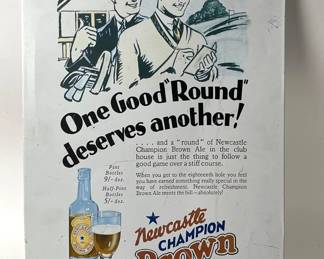 One Good "Round"
deserves another!
. . . . and a "round" of Newcastle
Champion Brown Ale in the club
house is just the thing to follow a
good game over a stiff course.
When you get to the eighteenth hole you feel
you have earned something really special in the
way of refreshment. Newcastle Champion Brown
Ale meets the bill—absolutely!
Pint
Bottles
9/- doz.
Half-Pint
Bottles
5/- doz.
Newcastle
CHAMPION
Brown